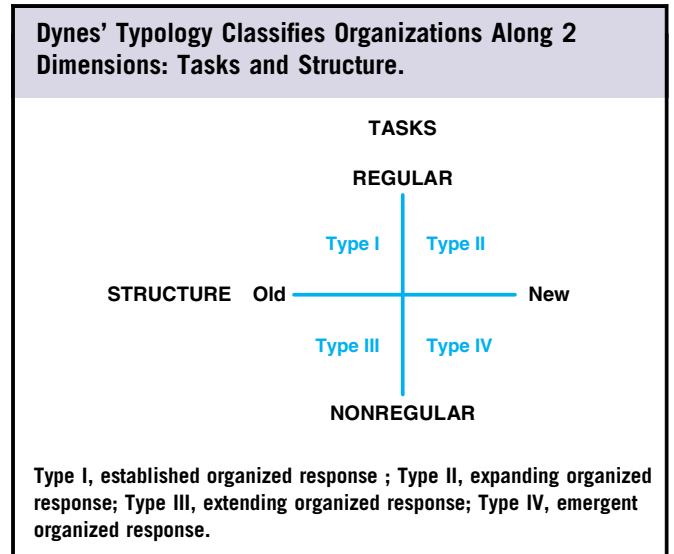 Dynes' Typology Classifies Organizations Along 2
Dimensions: Tasks and Structure.
TASKS
REGULAR
Type I Type II
STRUCTURE Old New
Type III Type IV
NONREGULAR
Type I, established organized response ; Type II, expanding organized
response; Type III, extending organized response; Type IV, emergent
organized response.